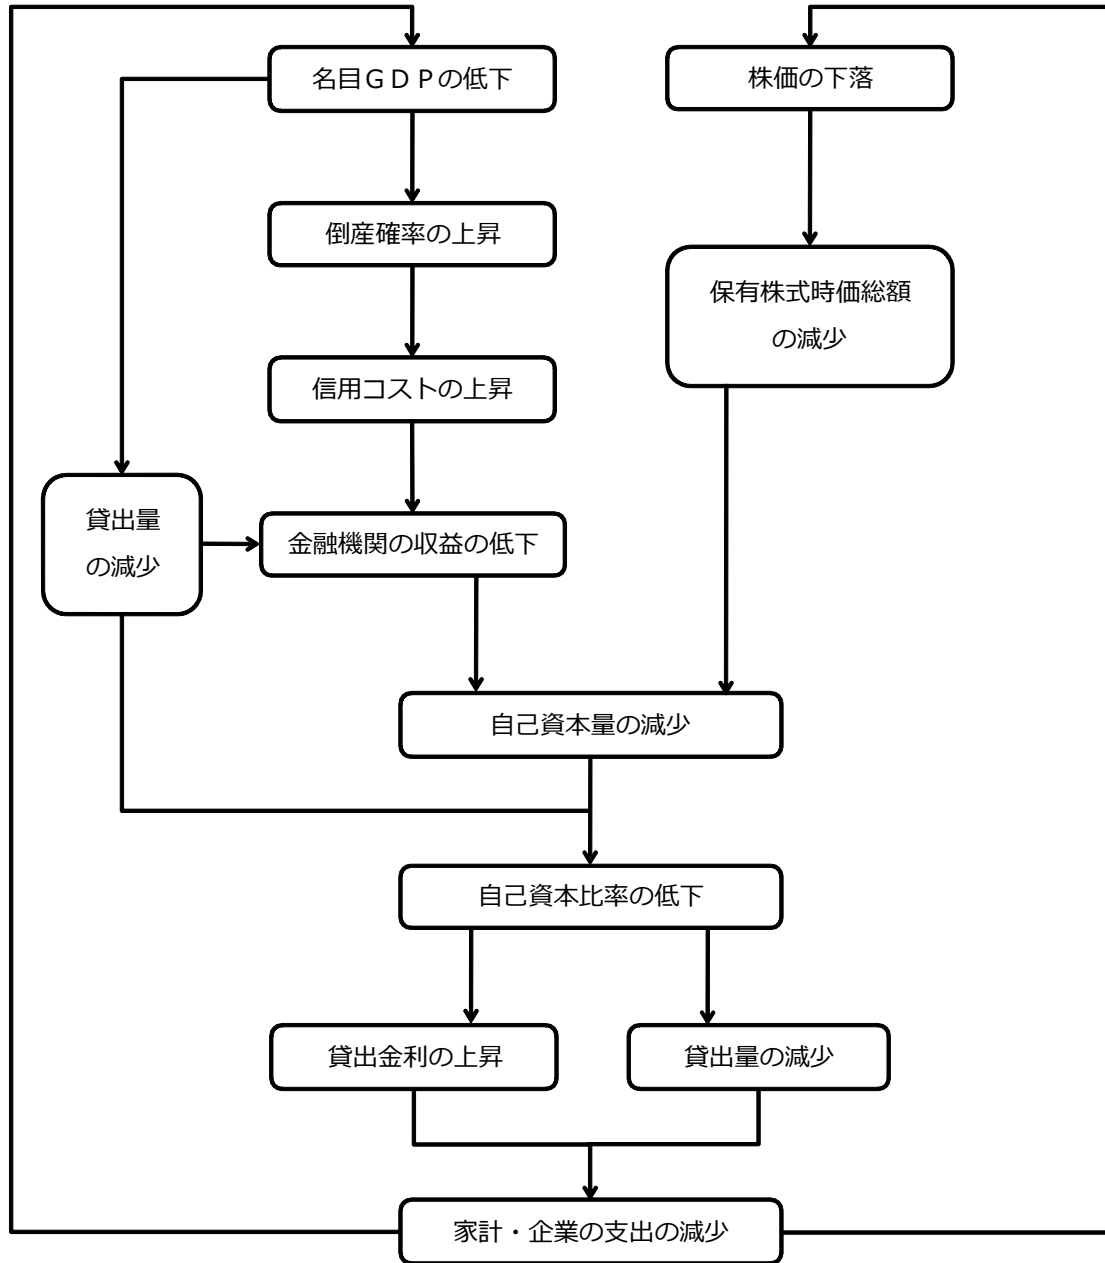 名目ＧＤＰの低下
株価の下落
倒産確率の上昇
保有株式時価総額
の減少
信用コストの上昇
貸出量
の減少
金融機関の収益の低下
自己資本量の減少
自己資本比率の低下
貸出金利の上昇
貸出量の減少
家計・企業の支出の減少